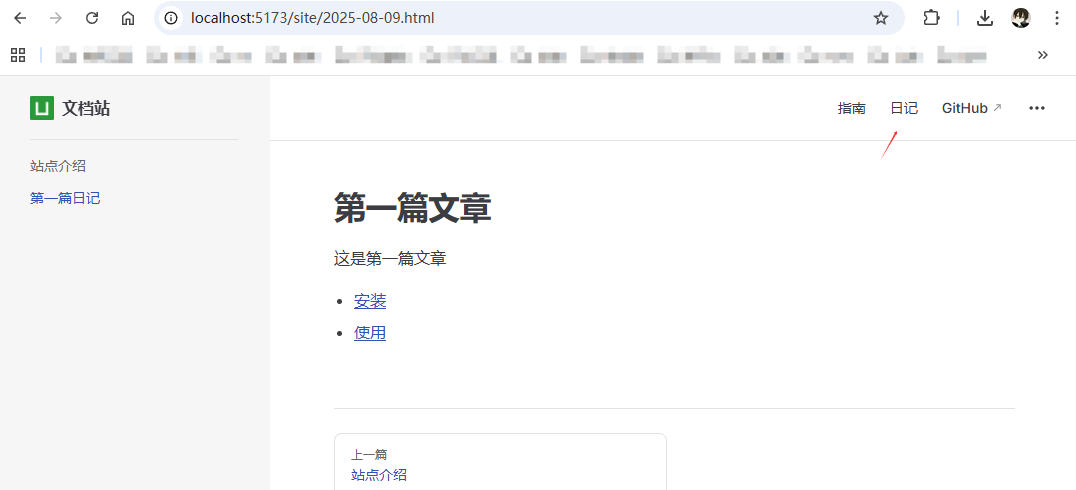 localhost:5173/site/2025-08-09.html
文档站
指南 日记 GitHub
站点介绍
第一篇日记
第一篇文章
这是第一篇文章
安装
使用
上一篇
站点介绍